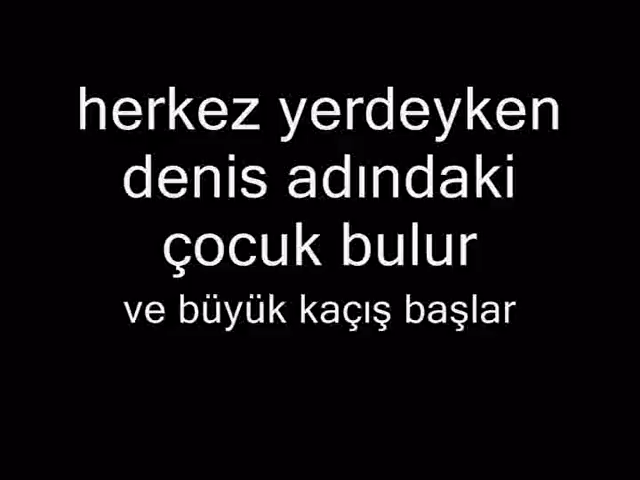 herkez yerdeyken
denis adındaki
çocuk bulur
ve büyük kaçış başlar